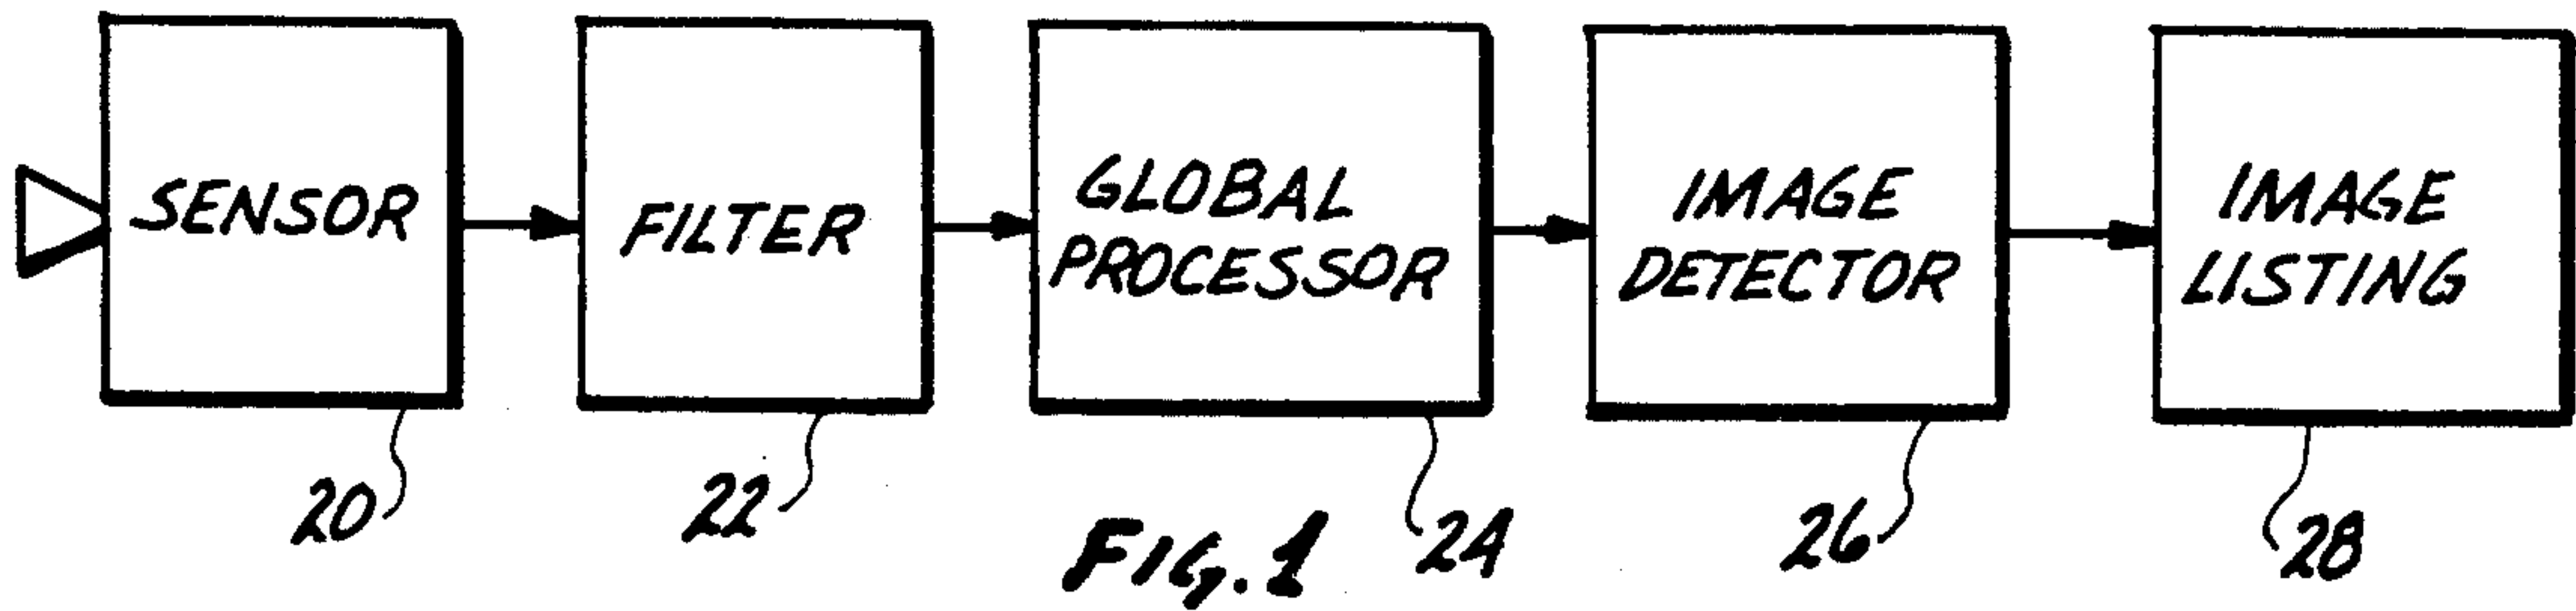 SENSOR
FILTER
GLOBAL
PROCESSOR
IMAGE
DETECTOR
IMAGE
LISTING
20
22
24
26
28
FIG. 1